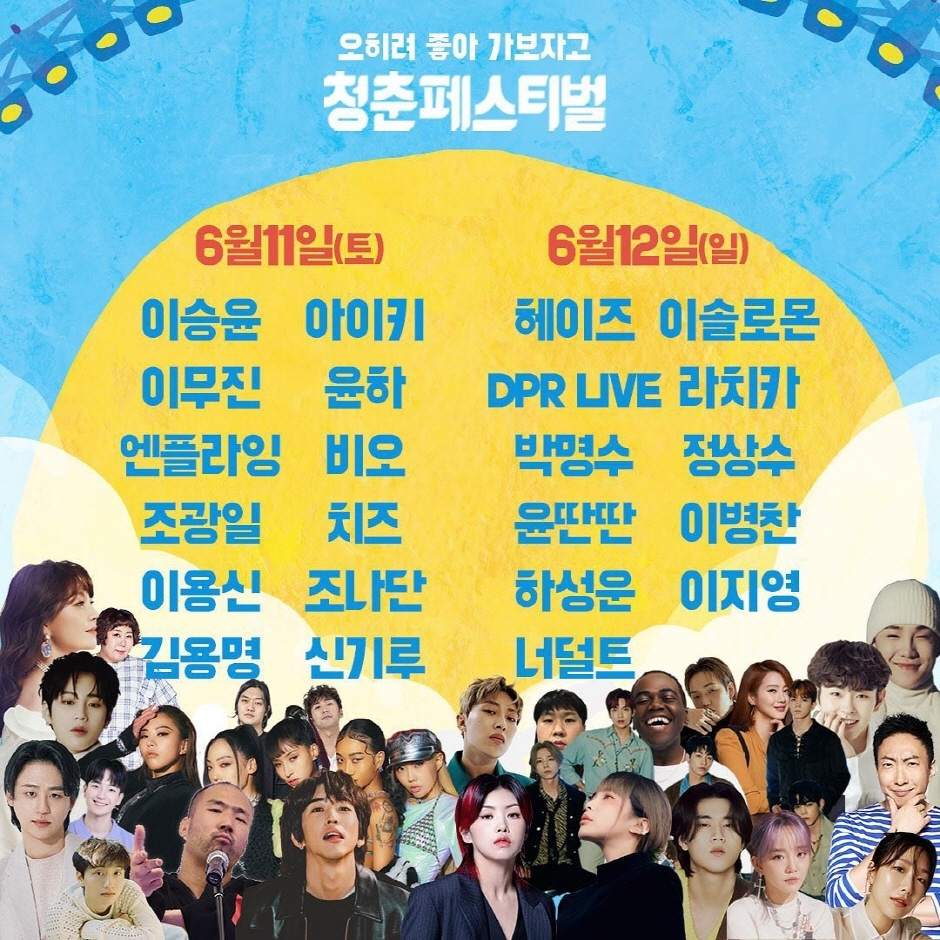 오히려 좋아 가보자고
청춘페스티벌
6월11일(토)
이승윤 아이키
이무진 윤하
엔플라잉 비오
조광일 치즈
이용신 조나단
김용명 신기루
6월12일(일)
헤이즈 이솔로몬
DPR LIVE 라치카
박명수 정상수
윤딴딴 이병찬
하성운 이지영
너덜트